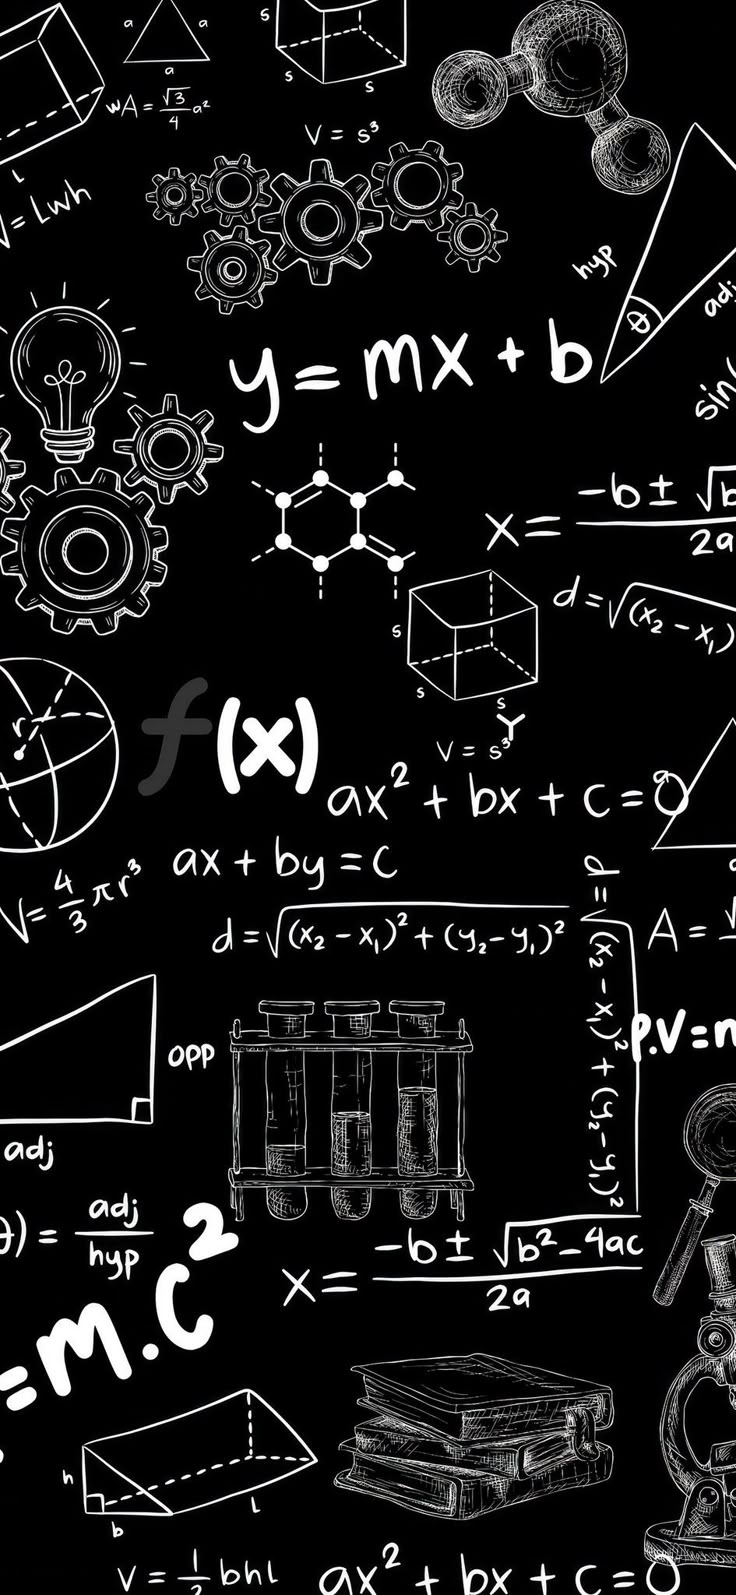 a a
a
wA = √3/4 a²
s
s s
V = s³
L
V = Lwh
hyp
adj
θ
y = mx + b
sin(
x = -b ± √b
2a
d = √(x₂ - x₁)
s
s
s
Y
V = s³
r
f(x)
ax² + bx + c = 0
a
V = 4/3 πr³
ax + by = c
d = √(x₂ - x₁)² + (y₂ - y₁)²
d = √(x₂ - x₁)² + (y₂ - y₁)²
A = √
P.V = n
opp
adj
θ) = adj/hyp
= m.c²
x = -b ± √b² - 4ac / 2a
h
b
l
V = 1/2 bhl
ax² + bx + c = 0